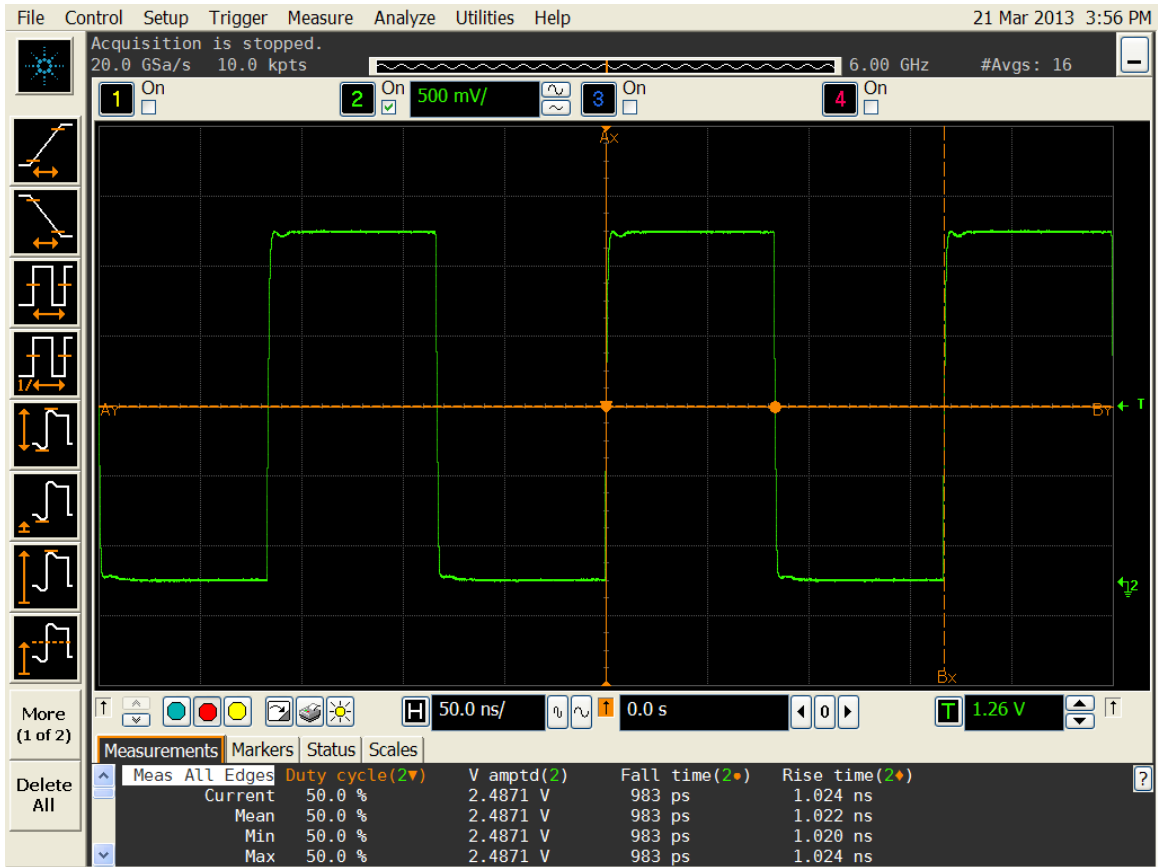 File Control Setup Trigger Measure Analyze Utilities Help 21 Mar 2013 3:56 PM
Acquisition is stopped.
20.0 GSa/s 10.0 kpts 6.00 GHz #Avgs: 16
1 On 2 On 500 mV/ 3 On 4 On
Ax
1/
AY BY T
2
Bx
More
(1 of 2)
Delete
All
H 50.0 ns/ 0.0 s 0 T 1.26 V
Measurements Markers Status Scales
Meas All Edges Duty cycle(2▼) V amptd(2) Fall time(2●) Rise time(2♦) ?
Current 50.0 % 2.4871 V 983 ps 1.024 ns
Mean 50.0 % 2.4871 V 983 ps 1.022 ns
Min 50.0 % 2.4871 V 983 ps 1.020 ns
Max 50.0 % 2.4871 V 983 ps 1.024 ns